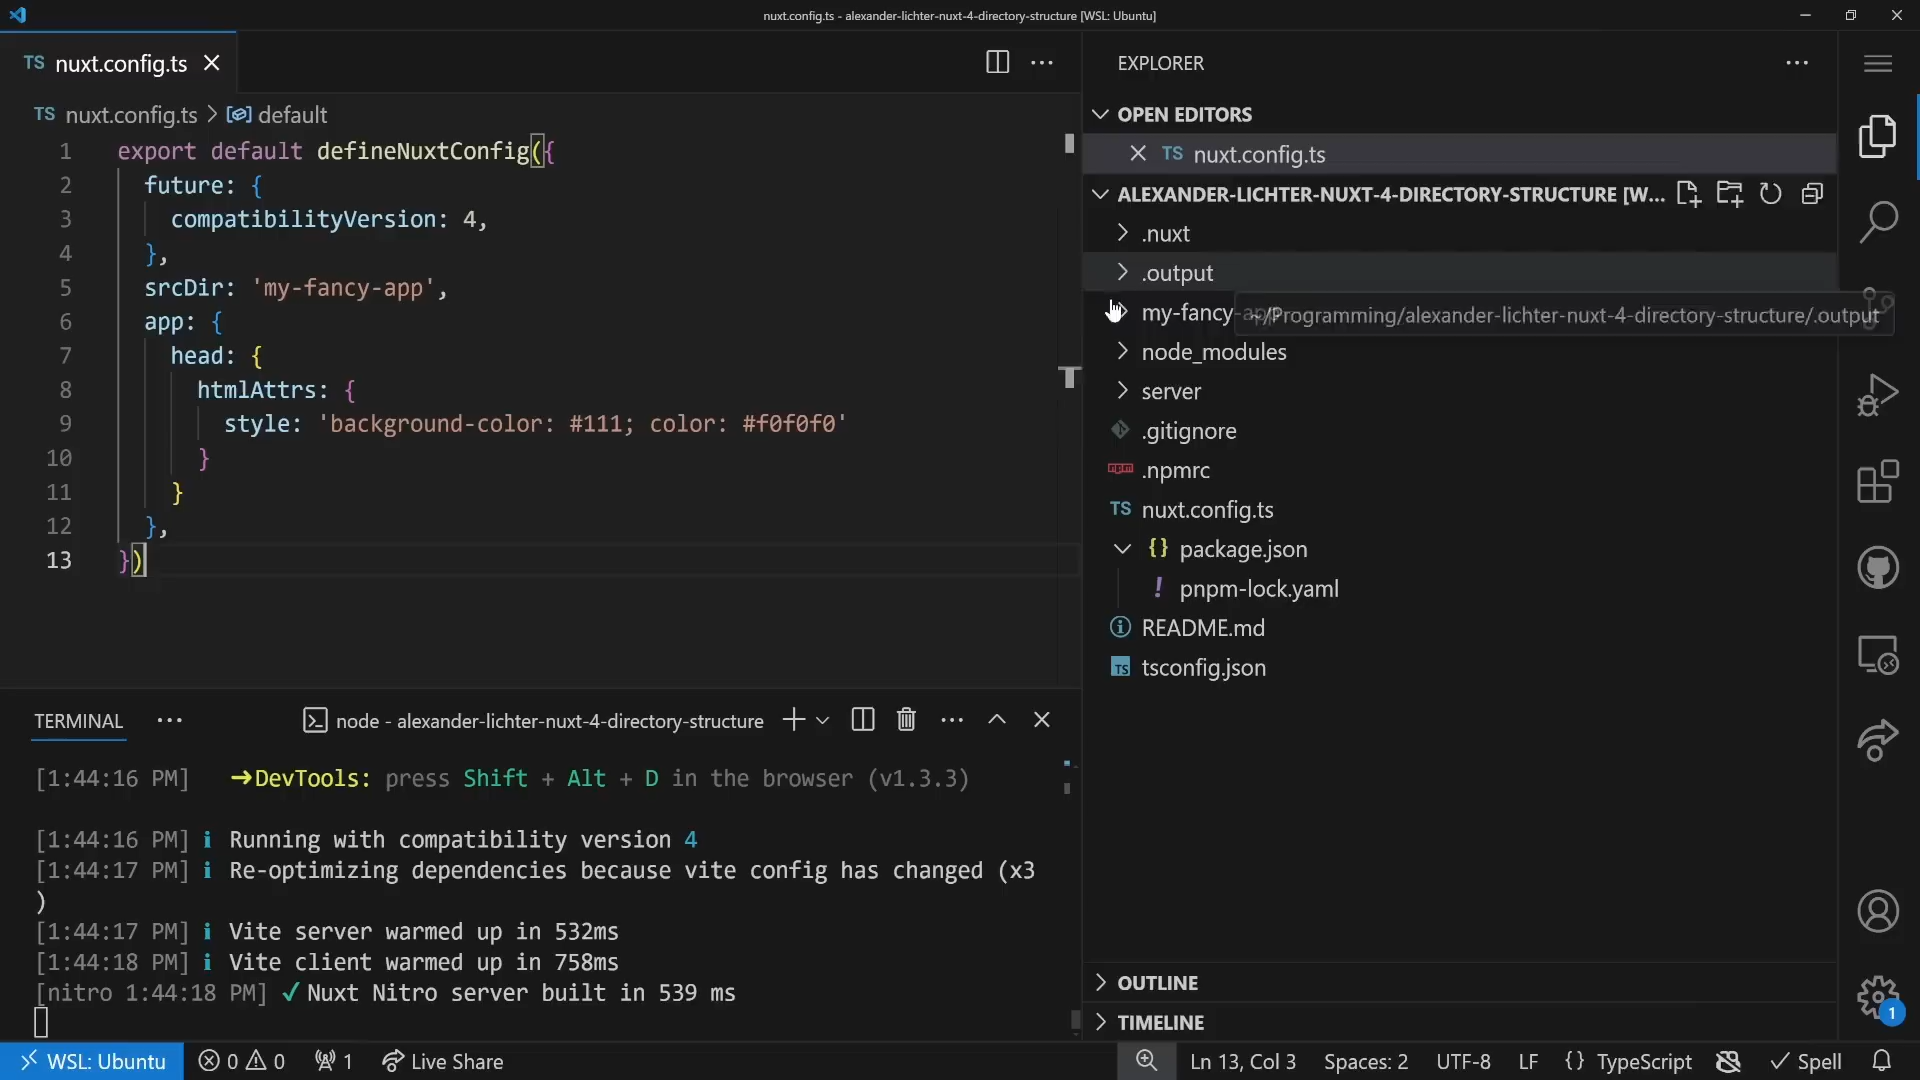 nuxt.config.ts - alexander-lichter-nuxt-4-directory-structure [WSL: Ubuntu]
TS nuxt.config.ts
TS nuxt.config.ts > default
1 export default defineNuxtConfig({
2 future: {
3 compatibilityVersion: 4,
4 },
5 srcDir: 'my-fancy-app',
6 app: {
7 head: {
8 htmlAttrs: {
9 style: 'background-color: #111; color: #f0f0f0'
10 }
11 }
12 },
13 })
TERMINAL
node - alexander-lichter-nuxt-4-directory-structure
[1:44:16 PM] ➜DevTools: press Shift + Alt + D in the browser (v1.3.3)
[1:44:16 PM] ℹ Running with compatibility version 4
[1:44:17 PM] ℹ Re-optimizing dependencies because vite config has changed (x3
)
[1:44:17 PM] ℹ Vite server warmed up in 532ms
[1:44:18 PM] ℹ Vite client warmed up in 758ms
[nitro 1:44:18 PM] ✓ Nuxt Nitro server built in 539 ms
EXPLORER
OPEN EDITORS
TS nuxt.config.ts
ALEXANDER-LICHTER-NUXT-4-DIRECTORY-STRUCTURE [W...
.nuxt
.output
my-fancy-app
~/Programming/alexander-lichter-nuxt-4-directory-structure/.output
node_modules
server
.gitignore
.npmrc
TS nuxt.config.ts
{} package.json
! pnpm-lock.yaml
README.md
TS tsconfig.json
OUTLINE
TIMELINE
1
WSL: Ubuntu
0
0
1
Live Share
Ln 13, Col 3
Spaces: 2
UTF-8
LF
{} TypeScript
Spell